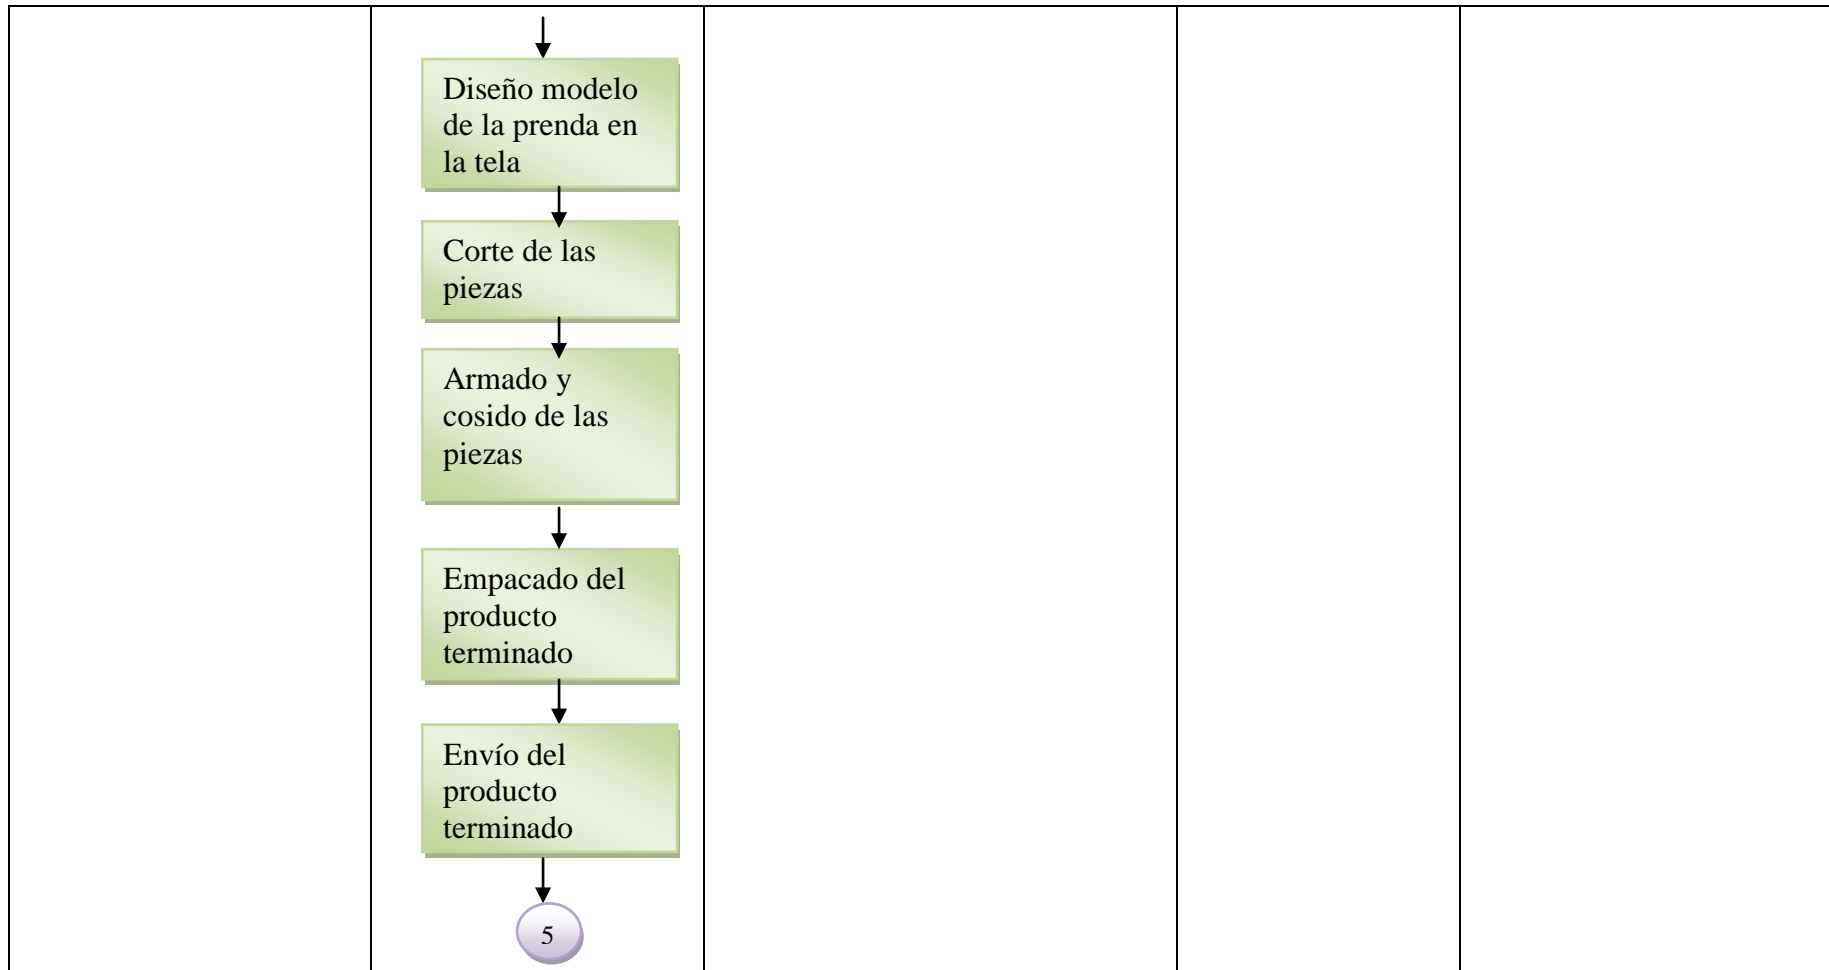 Diseño modelo
de la prenda en
la tela
Corte de las
piezas
Armado y
cosido de las
piezas
Empacado del
producto
terminado
Envío del
producto
terminado
5